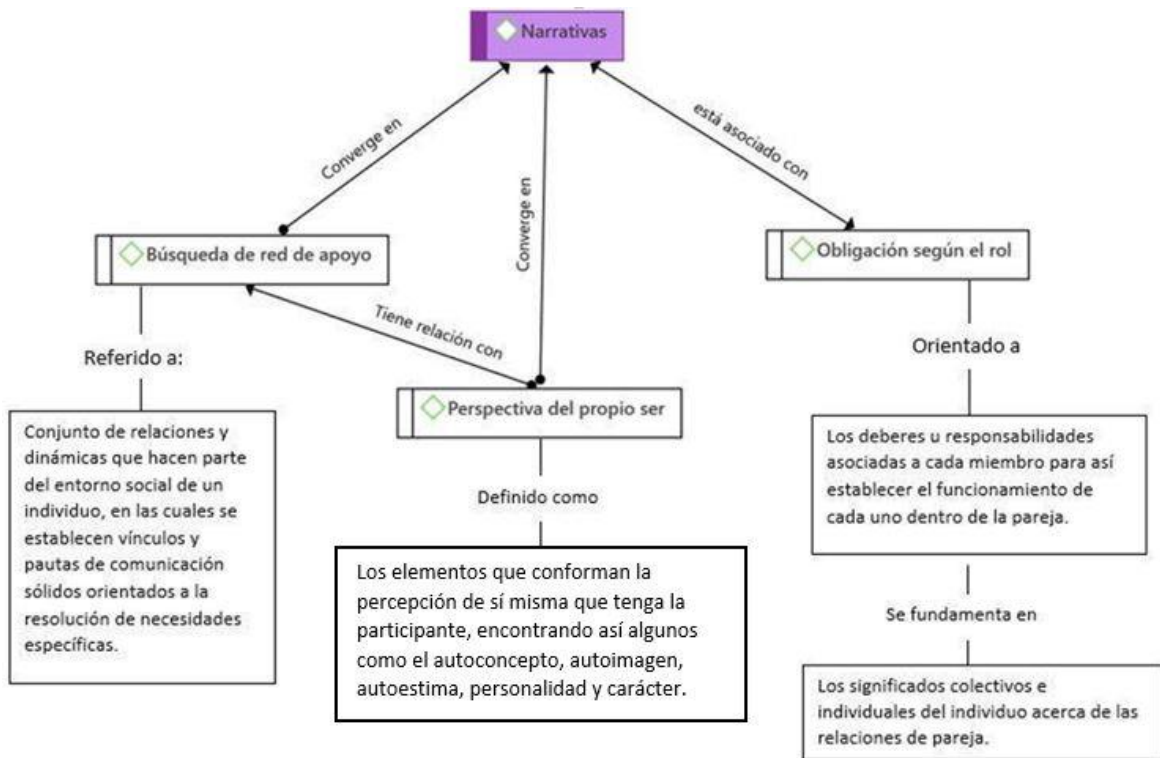 Narrativas
Converge en
Converge en
está asociado con
Búsqueda de red de apoyo
Obligación según el rol
Tiene relación con
Referido a:
Orientado a
Perspectiva del propio ser
Conjunto de relaciones y
dinámicas que hacen parte
del entorno social de un
individuo, en las cuales se
establecen vínculos y
pautas de comunicación
sólidos orientados a la
resolución de necesidades
específicas.
Definido como
Los elementos que conforman la
percepción de sí misma que tenga la
participante, encontrando así algunos
como el autoconcepto, autoimagen,
autoestima, personalidad y carácter.
Los deberes u responsabilidades
asociadas a cada miembro para así
establecer el funcionamiento de
cada uno dentro de la pareja.
Se fundamenta en
Los significados colectivos e
individuales del individuo acerca de las
relaciones de pareja.